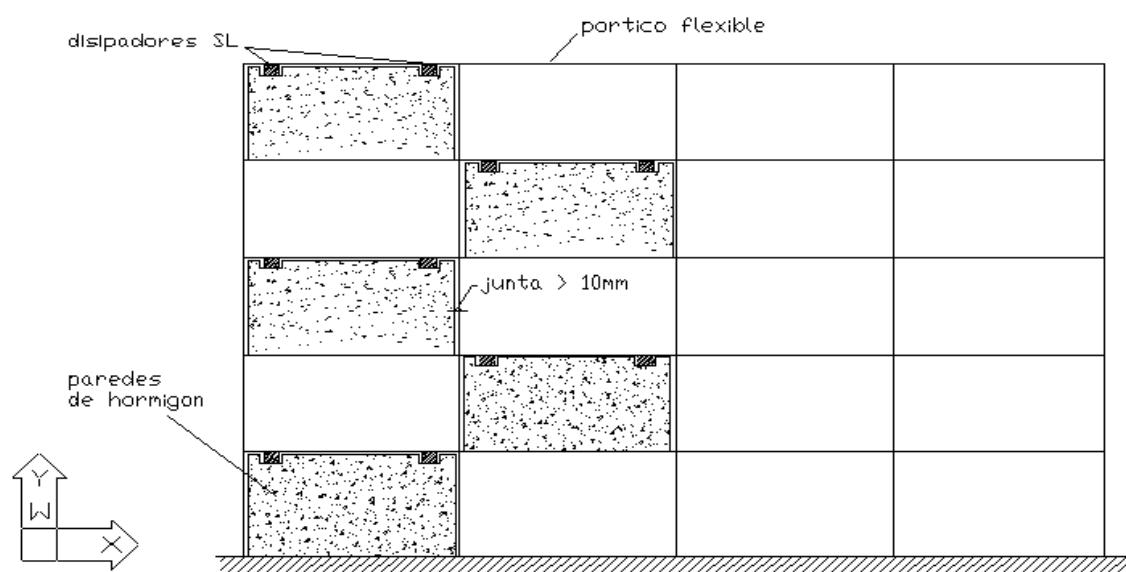 portico flexible
disipadores SL
junta > 10mm
paredes
de hormigon
Y
W
X